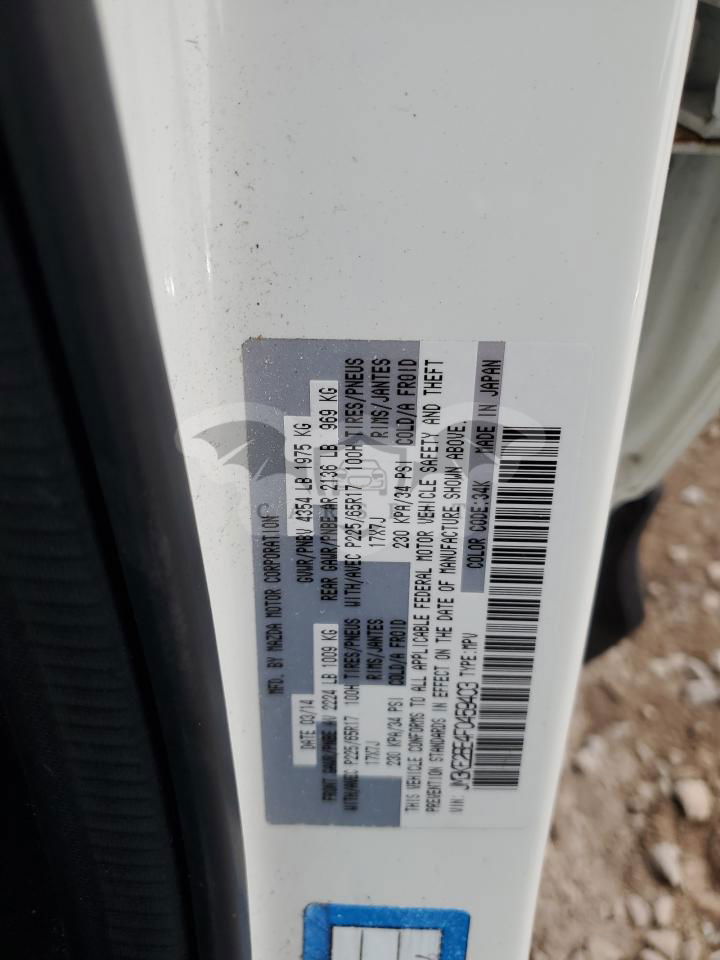 MFD. BY MAZDA MOTOR CORPORATION
DATE 03/14
GVWR/PNBV 4354 LB 1975 KG
FRONT GAWR/PNBE AV 2224 LB 1009 KG
REAR GAWR/PNBE AR 2136 LB 969 KG
WITH/AVEC P225/65R17 100H TIRES/PNEUS
WITH/AVEC P225/65R17 100H TIRES/PNEUS
17X7J RIMS/JANTES
17X7J RIMS/JANTES
230 KPA/34 PSI COLD/A FROID
230 KPA/34 PSI COLD/A FROID
THIS VEHICLE CONFORMS TO ALL APPLICABLE FEDERAL MOTOR VEHICLE SAFETY AND THEFT
PREVENTION STANDARDS IN EFFECT ON THE DATE OF MANUFACTURE SHOWN ABOVE.
COLOR CODE:34K MADE IN JAPAN
VIN: JM3KE2BE4F0459403 TYPE:MPV